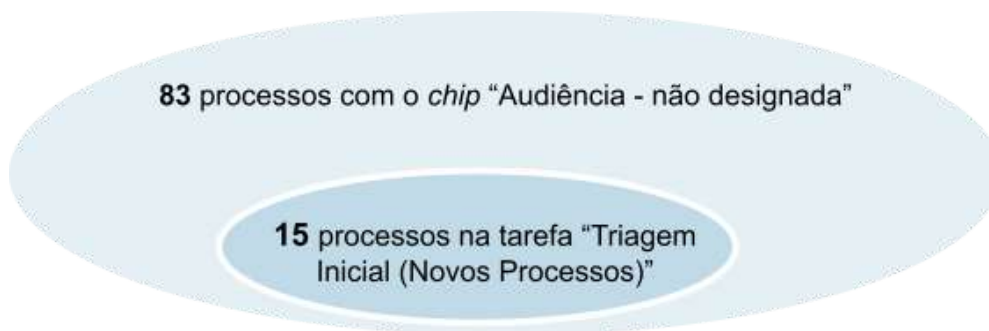 83 processos com o chip “Audiência - não designada”
15 processos na tarefa “Triagem
Inicial (Novos Processos)”